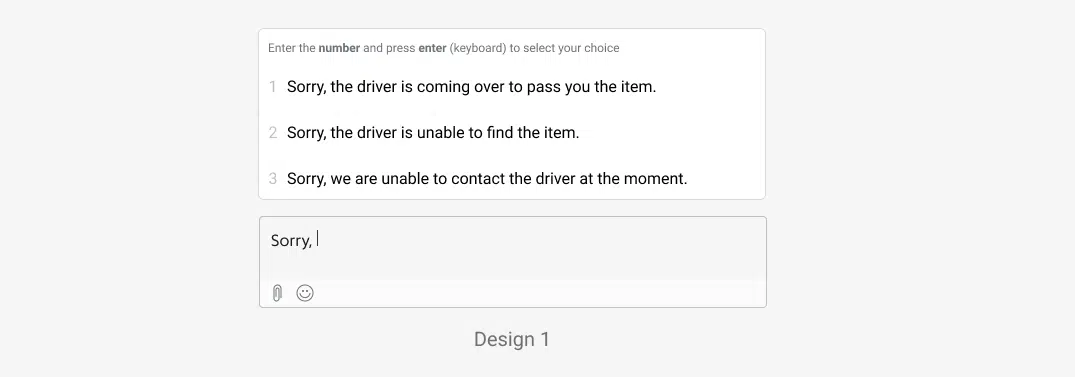 Enter the number and press enter (keyboard) to select your choice
1 Sorry, the driver is coming over to pass you the item.
2 Sorry, the driver is unable to find the item.
3 Sorry, we are unable to contact the driver at the moment.
Sorry,
Design 1